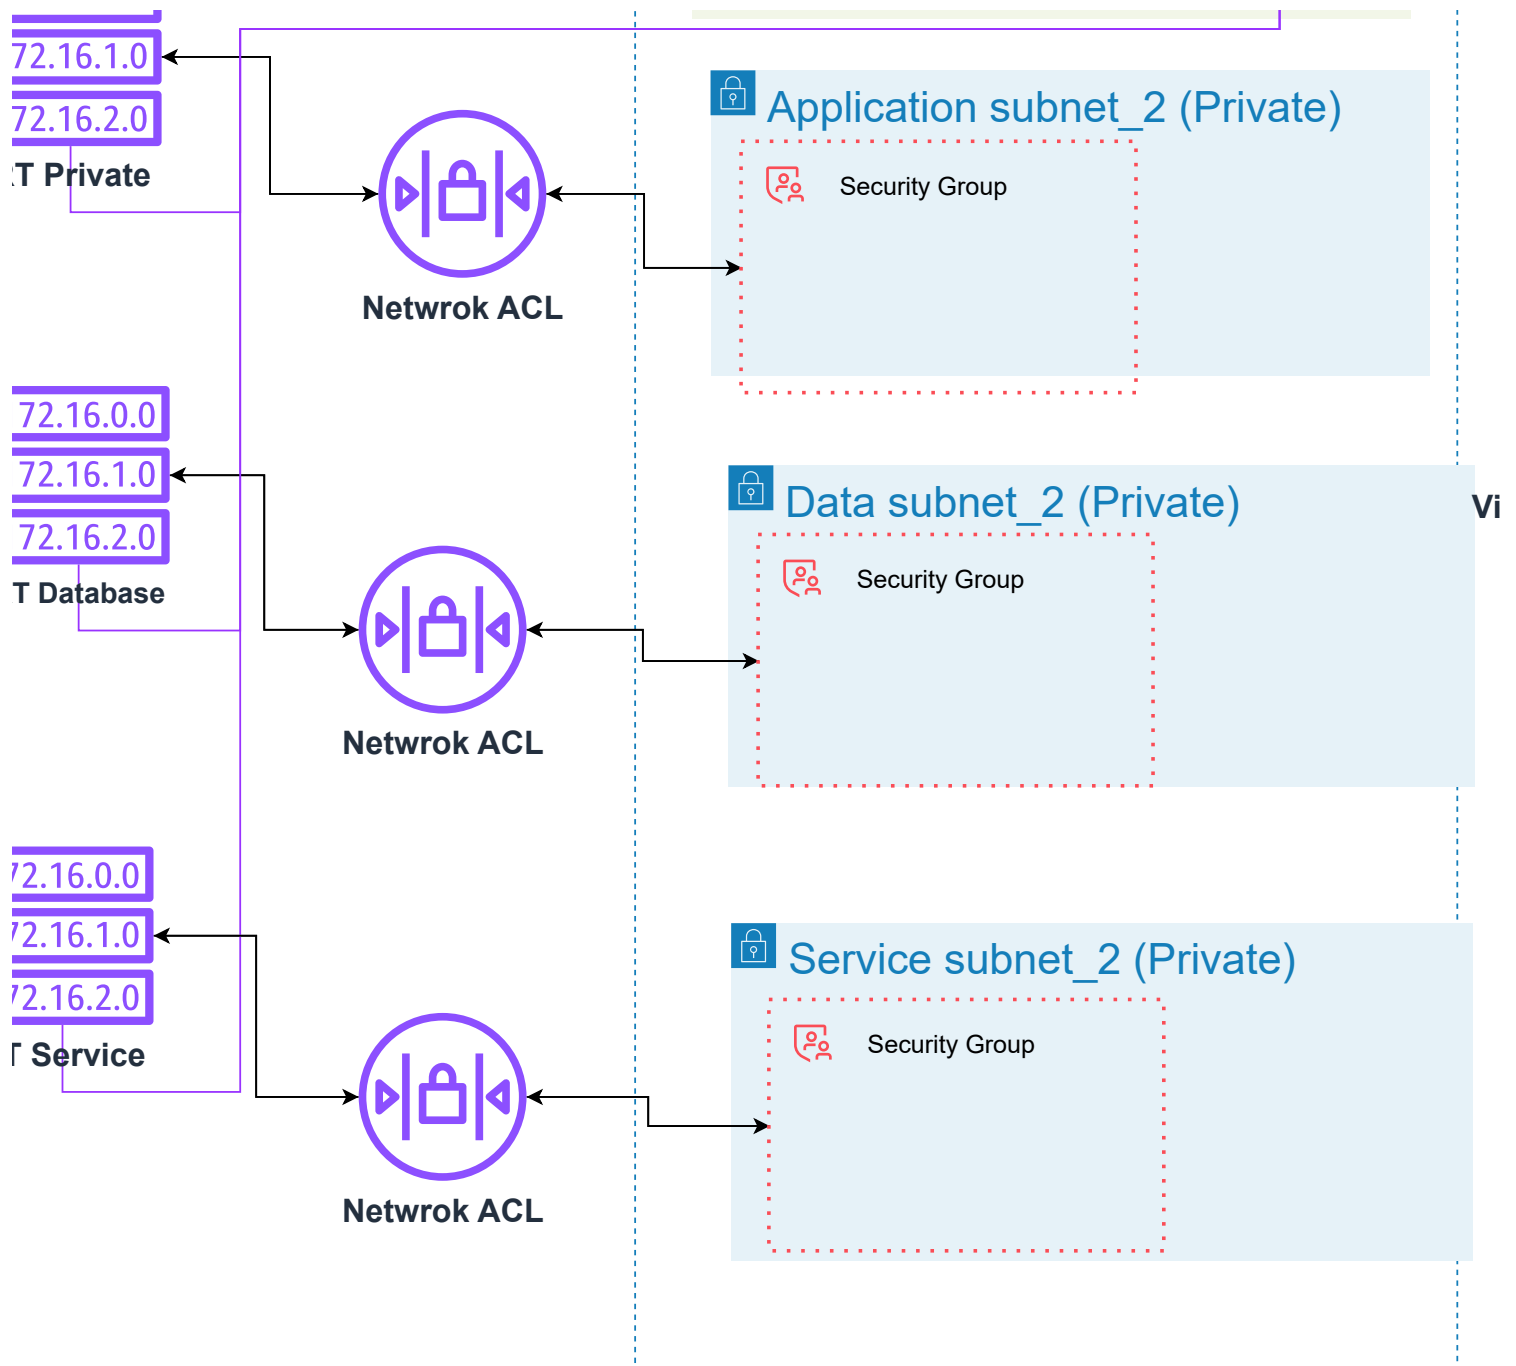 72.16.1.0
72.16.2.0
RT Private
Application subnet_2 (Private)
Security Group
Netwrok ACL
72.16.0.0
72.16.1.0
72.16.2.0
T Database
Data subnet_2 (Private)
Security Group
Vi
Netwrok ACL
72.16.0.0
72.16.1.0
72.16.2.0
T Service
Service subnet_2 (Private)
Security Group
Netwrok ACL